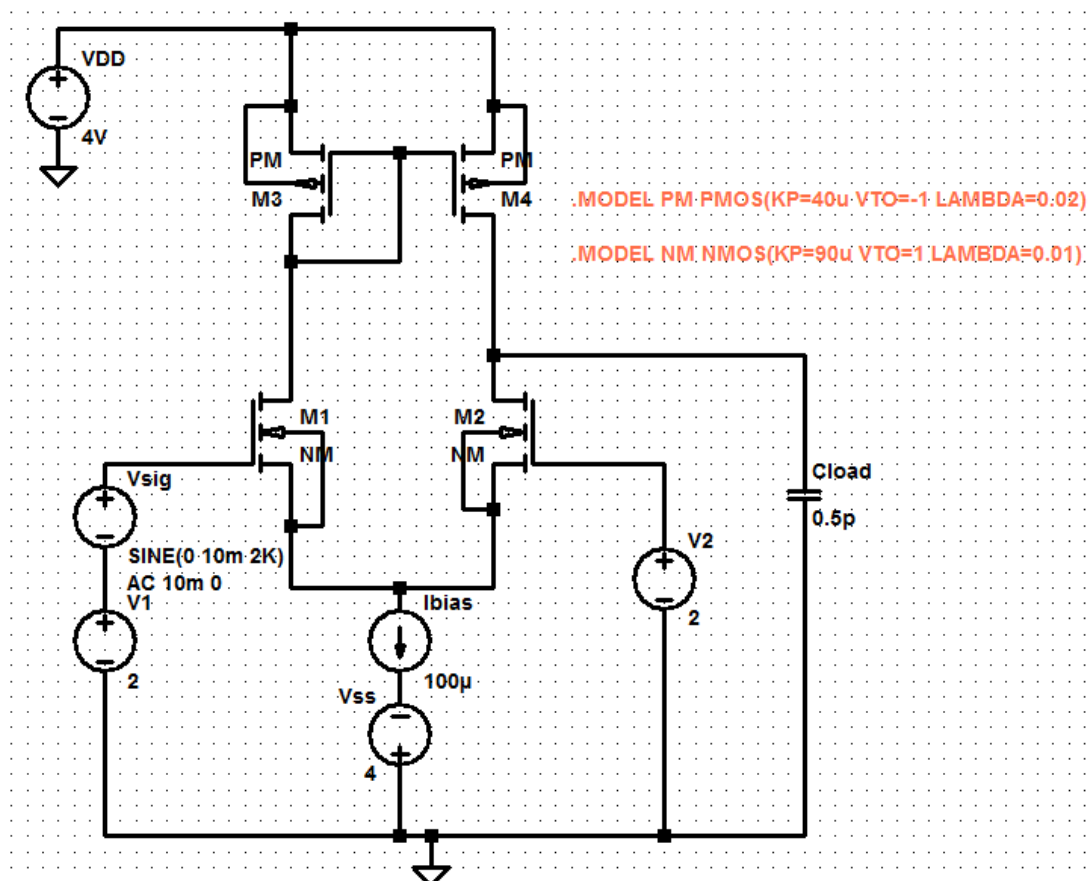 VDD
4V
PM
M3
PM
M4
.MODEL PM PMOS(KP=40u VTO=-1 LAMBDA=0.02)
.MODEL NM NMOS(KP=90u VTO=1 LAMBDA=0.01)
M1
NM
M2
NM
Vsig
SINE(0 10m 2K)
AC 10m 0
V1
2
Ibias
100µ
Vss
4
V2
2
Cload
0.5p